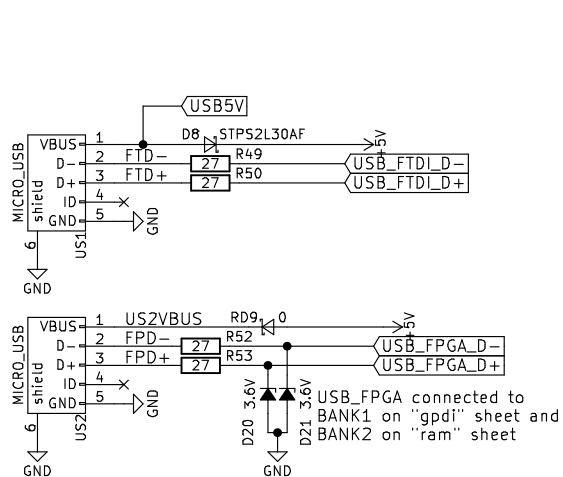 USB5V
D8 STPS2L30AF
+5V
MICRO_USB
shield
VBUS 1
D- 2 FTD- 27 R49 USB_FTDI_D-
D+ 3 FTD+ 27 R50 USB_FTDI_D+
ID 4
GND 5 GND
6
US1
GND
MICRO_USB
shield
VBUS 1 US2VBUS RD9 0
+5V
D- 2 FPD- 27 R52 USB_FPGA_D-
D+ 3 FPD+ 27 R53 USB_FPGA_D+
ID 4
GND 5 GND
6
US2
GND
D20 3.6V
D21 3.6V
GND
USB_FPGA connected to
BANK1 on "gpdi" sheet and
BANK2 on "ram" sheet